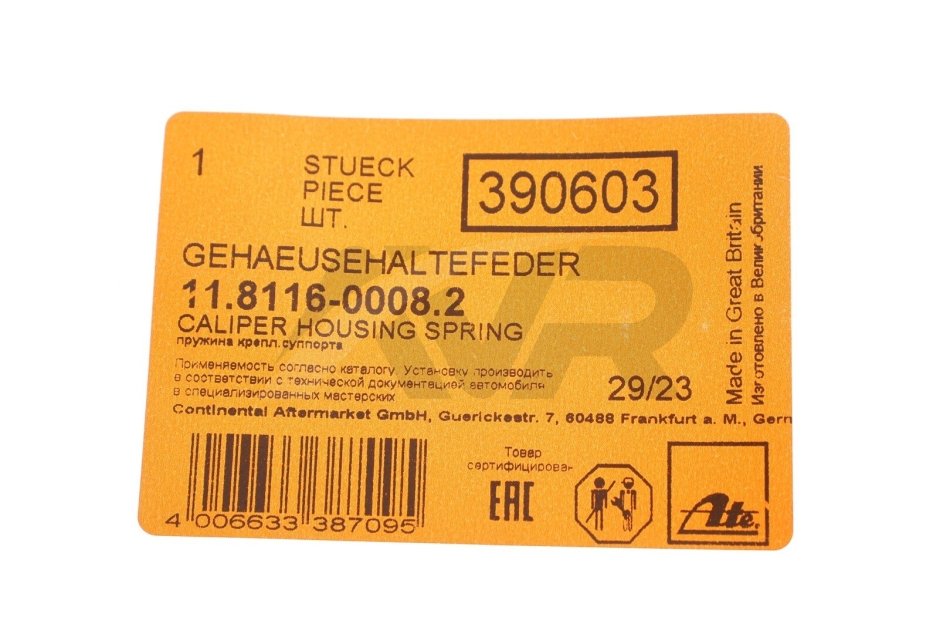 1
STUECK
PIECE
ШТ.
390603
GEHAEUSEHALTEFEDER
11.8116-0008.2
CALIPER HOUSING SPRING
пружина крепл.суппорта
Применяемость согласно каталогу. Установку производить
в соответствии с технической документацией автомобиля
в специализированных мастерских
29/23
Continental Aftermarket GmbH, Guerickestr. 7, 60488 Frankfurt a. M., Germ
Made in Great Britain
Изготовлено в Великобритании
4 006633 387095
Товар
сертифицирован
EAC
Ate
AVR